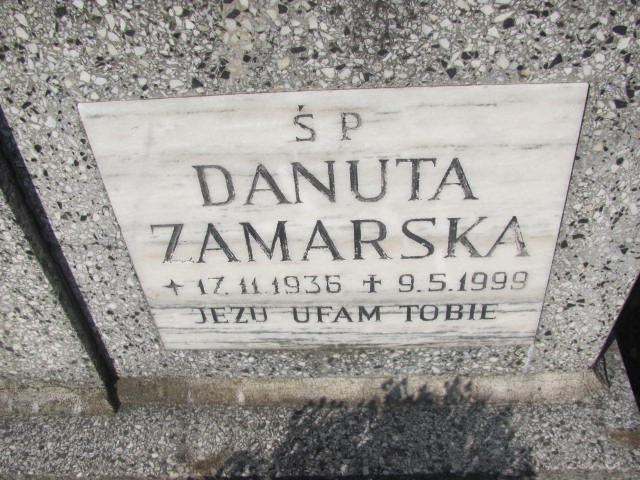 ŚP
DANUTA
ZAMARSKA
+ 17.11.1936 ✝ 9.5.1999
JEZU UFAM TOBIE